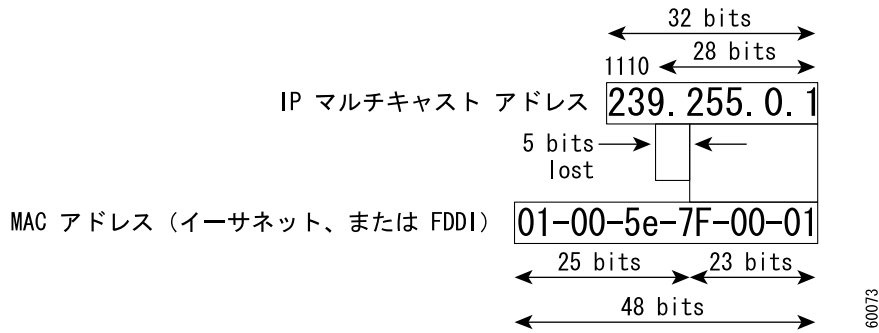 32 bits
28 bits
1110
IP マルチキャスト アドレス
239. 255. 0. 1
5 bits
lost
MAC アドレス（イーサネット、または FDDI）
01-00-5e-7F-00-01
25 bits
23 bits
48 bits
60073